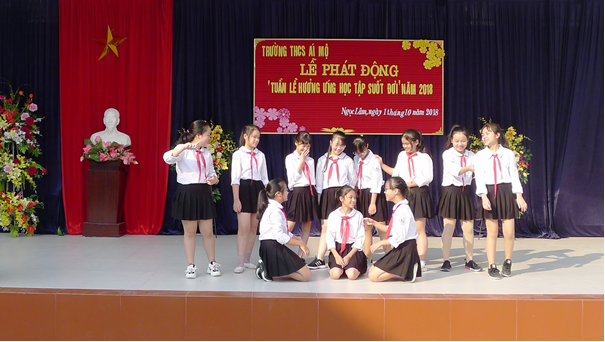 TRƯỜNG THCS ÁI MỘ
LỄ PHÁT ĐỘNG
'TUẦN LỄ HƯỞNG ỨNG HỌC TẬP SUỐT ĐỜI' NĂM 2018
Ngọc Lâm, ngày 1 tháng 10 năm 2018